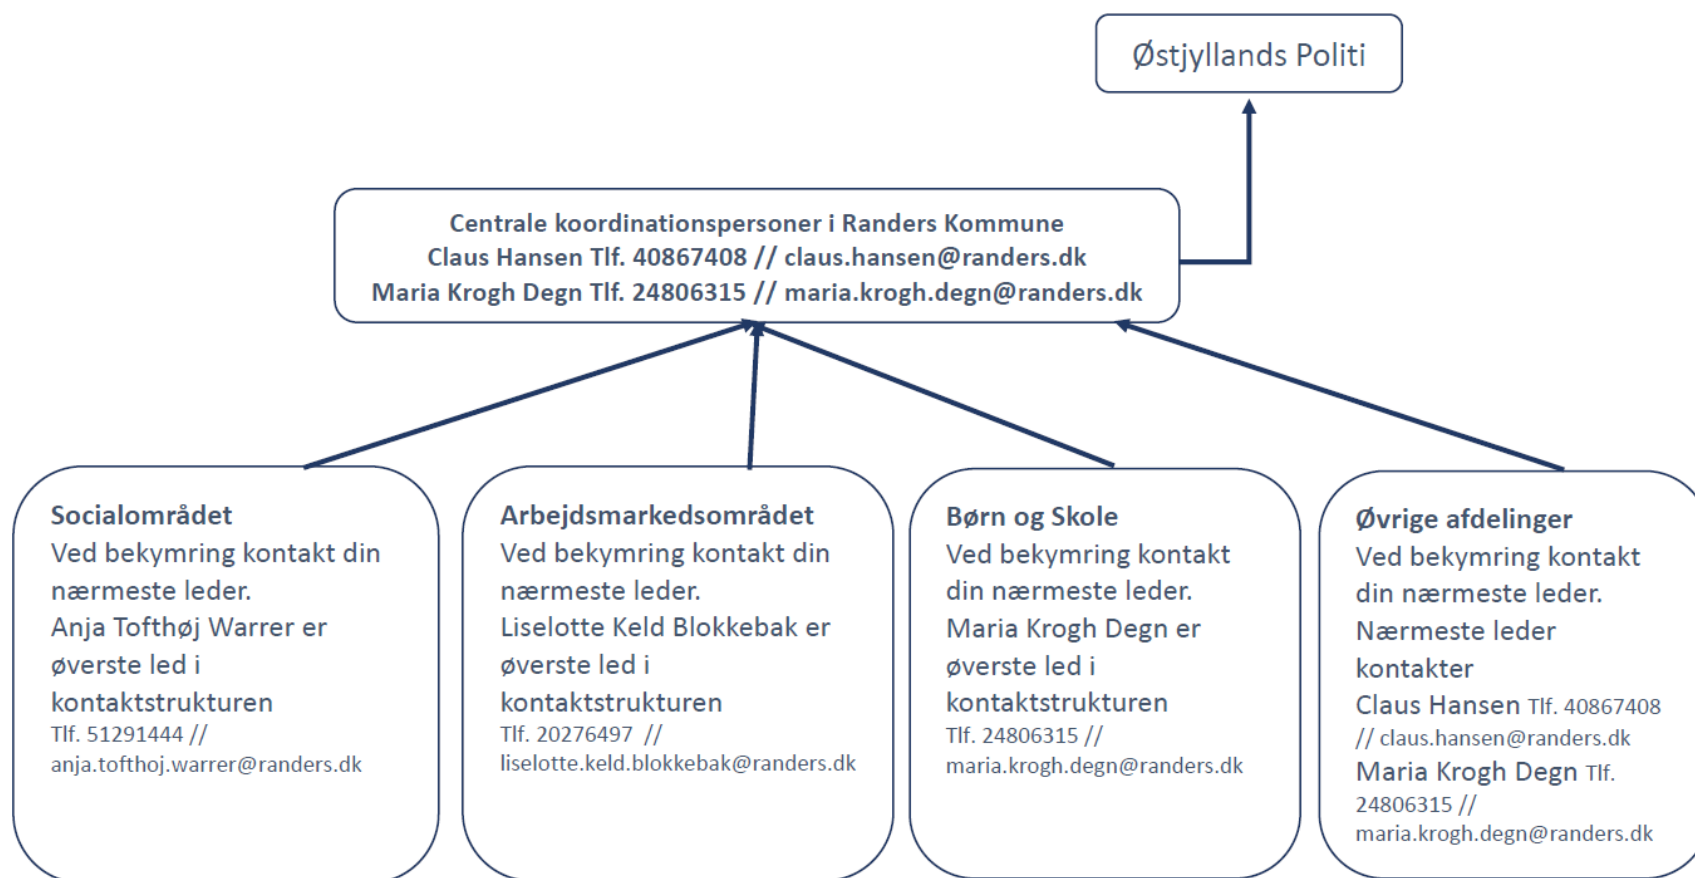 Østjyllands Politi
Centrale koordinationspersoner i Randers Kommune
Claus Hansen Tlf. 40867408 // claus.hansen@randers.dk
Maria Krogh Degn Tlf. 24806315 // maria.krogh.degn@randers.dk
Socialområdet
Ved bekymring kontakt din
nærmeste leder.
Anja Tofthøj Warrer er
øverste led i
kontaktstrukturen
Tlf. 51291444 //
anja.tofthoj.warrer@randers.dk
Arbejdsmarkedsområdet
Ved bekymring kontakt din
nærmeste leder.
Liselotte Keld Blokkebak er
øverste led i
kontaktstrukturen
Tlf. 20276497 //
liselotte.keld.blokkebak@randers.dk
Børn og Skole
Ved bekymring kontakt
din nærmeste leder.
Maria Krogh Degn er
øverste led i
kontaktstrukturen
Tlf. 24806315 //
maria.krogh.degn@randers.dk
Øvrige afdelinger
Ved bekymring kontakt
din nærmeste leder.
Nærmeste leder
kontakter
Claus Hansen Tlf. 40867408
// claus.hansen@randers.dk
Maria Krogh Degn Tlf.
24806315 //
maria.krogh.degn@randers.dk